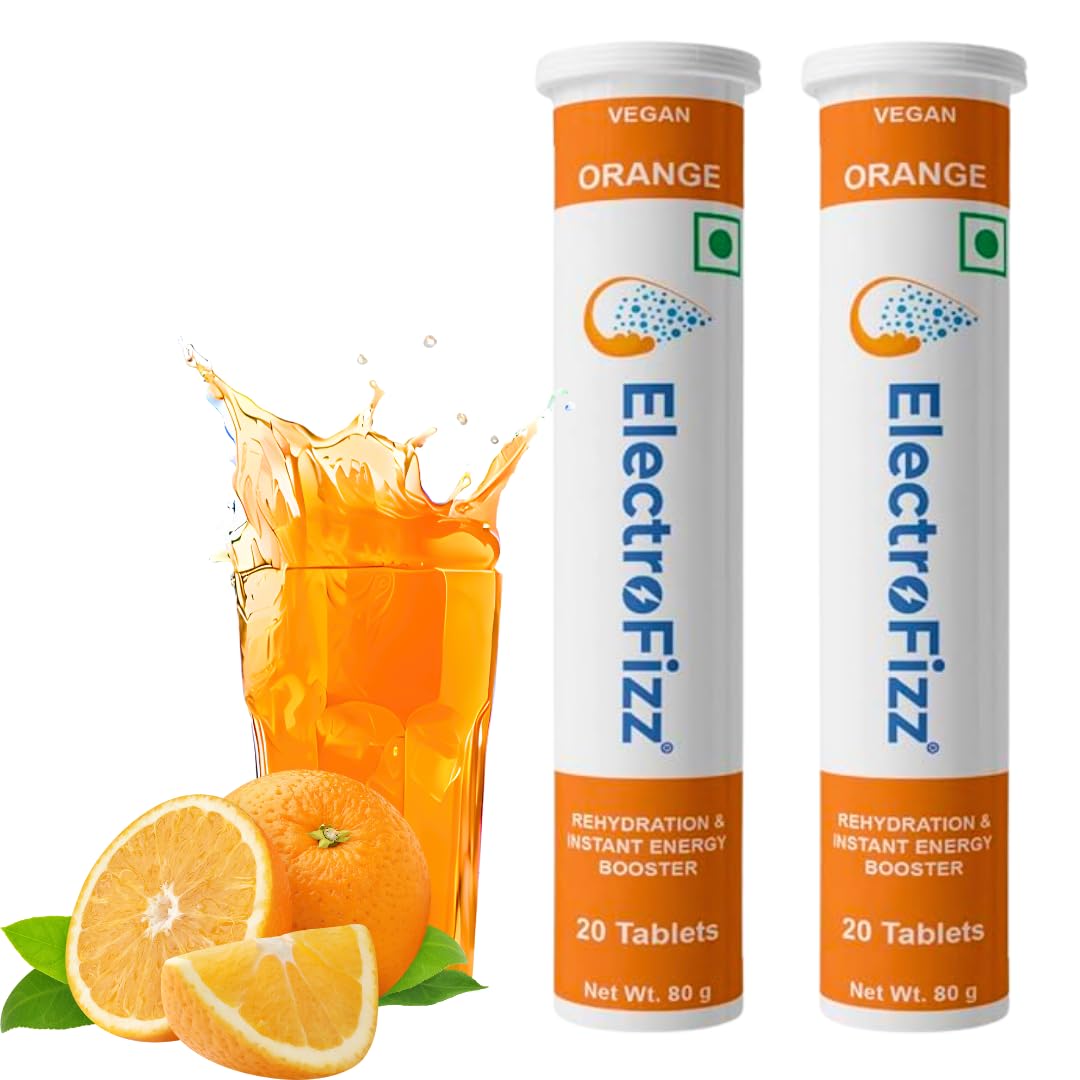 VEGAN
ORANGE
ElectroFizz®
REHYDRATION &
INSTANT ENERGY
BOOSTER
20 Tablets
Net Wt. 80 g
VEGAN
ORANGE
ElectroFizz®
REHYDRATION &
INSTANT ENERGY
BOOSTER
20 Tablets
Net Wt. 80 g